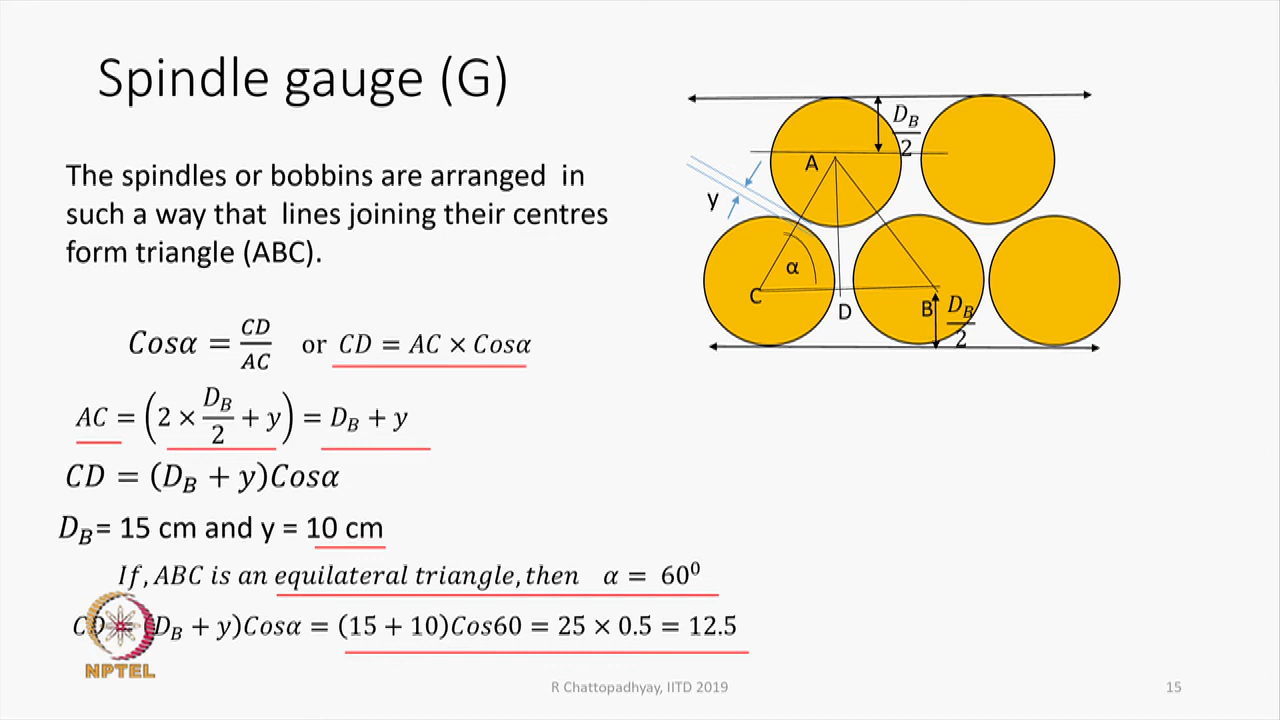 Spindle gauge (G)
The spindles or bobbins are arranged in
such a way that lines joining their centres
form triangle (ABC).
Cosα = CD/AC or CD = AC × Cosα
AC = (2 × D_B/2 + y) = D_B + y
CD = (D_B + y)Cosα
D_B = 15 cm and y = 10 cm
If, ABC is an equilateral triangle, then α = 60⁰
D_B + y)Cosα = (15 + 10)Cos60 = 25 × 0.5 = 12.5
D_B/2
A
y
α
C
D
B
D_B/2
NPTEL
R Chattopadhyay, IITD 2019
15